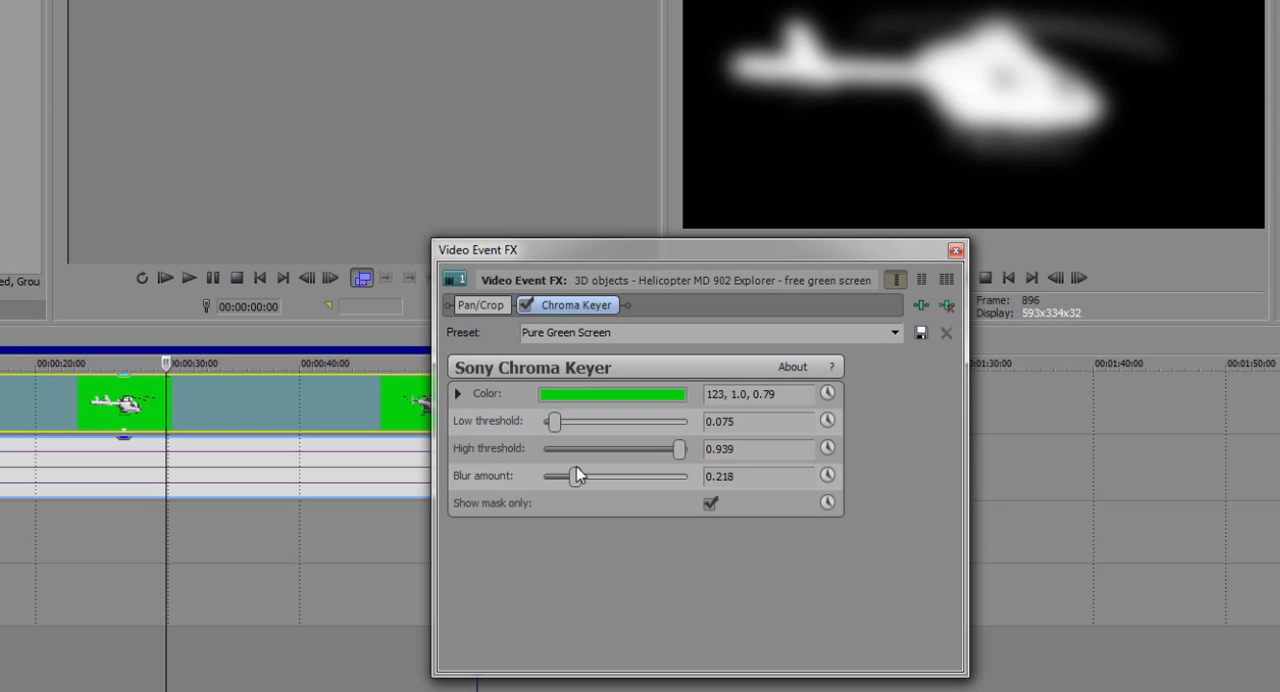 ed, Grou
00:00:00:00
Video Event FX
1
Video Event FX: 3D objects - Helicopter MD 902 Explorer - free green screen
Pan/Crop
Chroma Keyer
Preset: Pure Green Screen
Sony Chroma Keyer About ?
Color: 123, 1.0, 0.79
Low threshold: 0.075
High threshold: 0.939
Blur amount: 0.218
Show mask only:
Frame: 896
Display: 593x334x32
00:00:20:00 00:00:30:00 00:00:40:00 :01:30:00 00:01:40:00 00:01:50:00